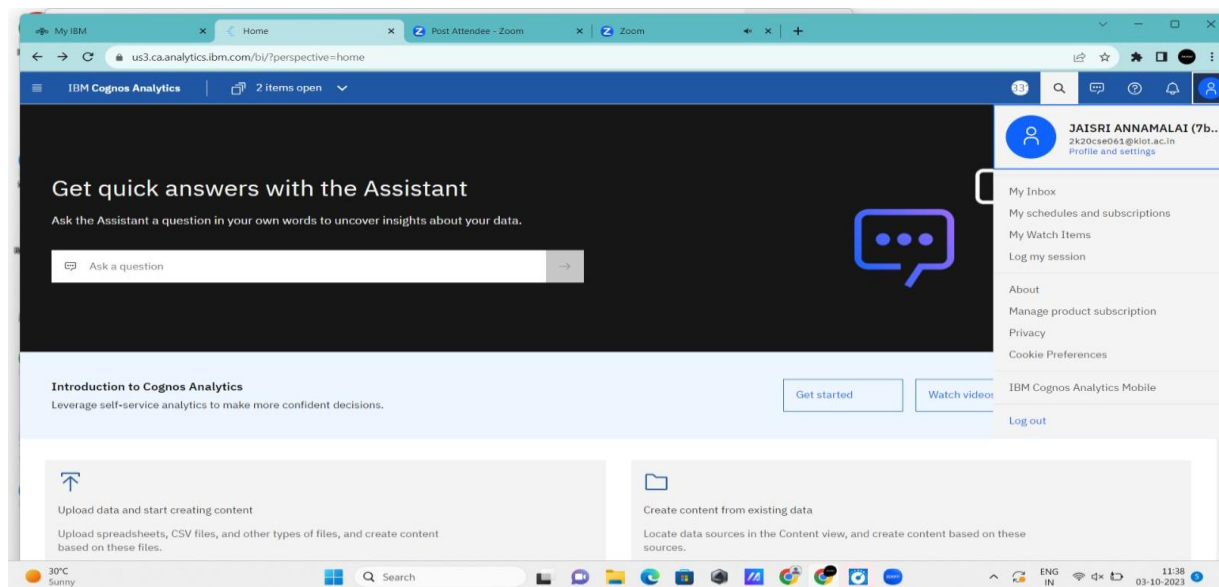 My IBM
Home
Post Attendee - Zoom
Zoom
us3.ca.analytics.ibm.com/bi/?perspective=home
IBM Cognos Analytics
2 items open
JAISRI ANNAMALAI (7b..
2k20cse061@kiot.ac.in
Profile and settings
Get quick answers with the Assistant
Ask the Assistant a question in your own words to uncover insights about your data.
Ask a question
My Inbox
My schedules and subscriptions
My Watch Items
Log my session
About
Manage product subscription
Privacy
Cookie Preferences
IBM Cognos Analytics Mobile
Log out
Introduction to Cognos Analytics
Leverage self-service analytics to make more confident decisions.
Get started
Watch videos
Upload data and start creating content
Upload spreadsheets, CSV files, and other types of files, and create content
based on these files.
Create content from existing data
Locate data sources in the Content view, and create content based on these
sources.
30°C
Sunny
Search
ENG
IN
11:38
03-10-2023